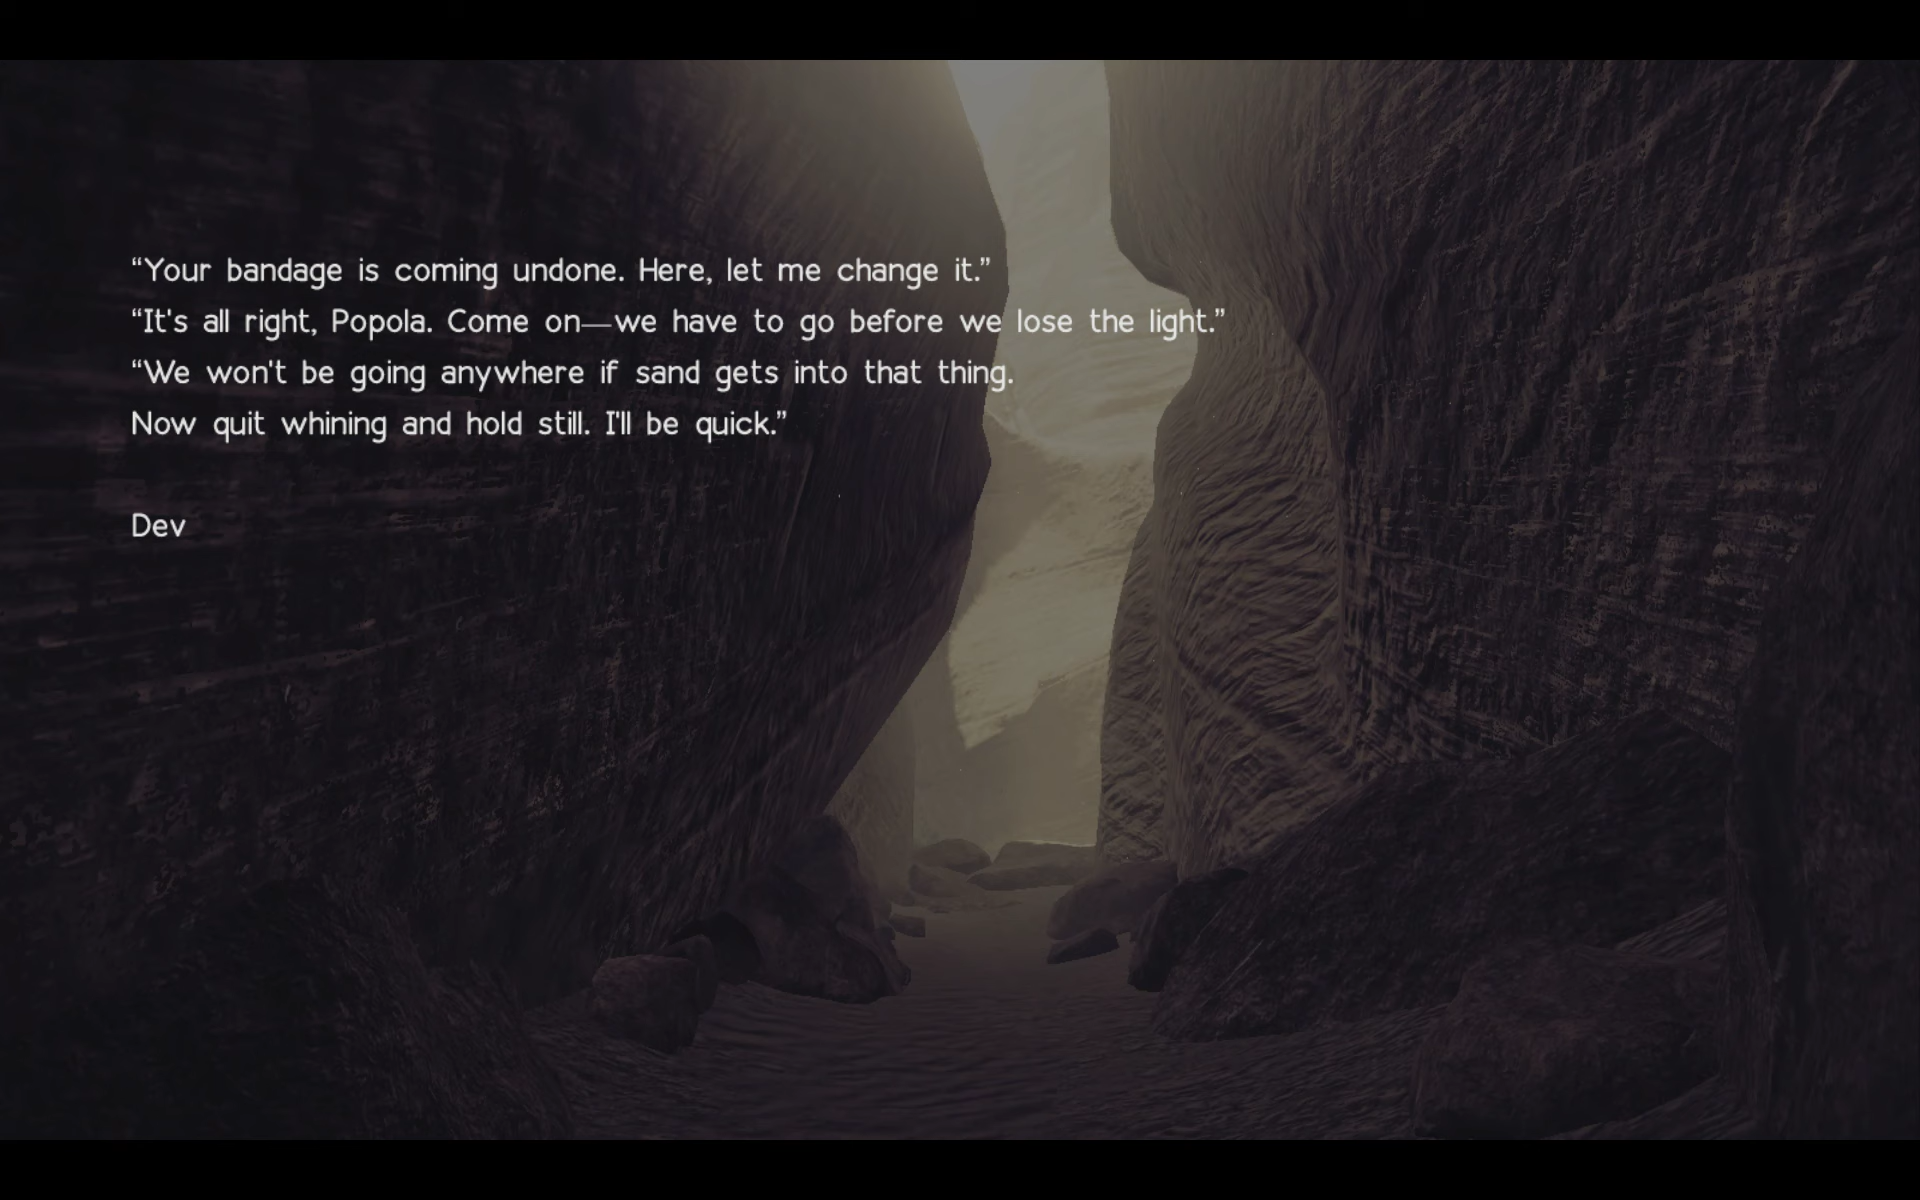 “Your bandage is coming undone. Here, let me change it.”
“It's all right, Popola. Come on—we have to go before we lose the light.”
“We won't be going anywhere if sand gets into that thing.
Now quit whining and hold still. I'll be quick.”
Dev